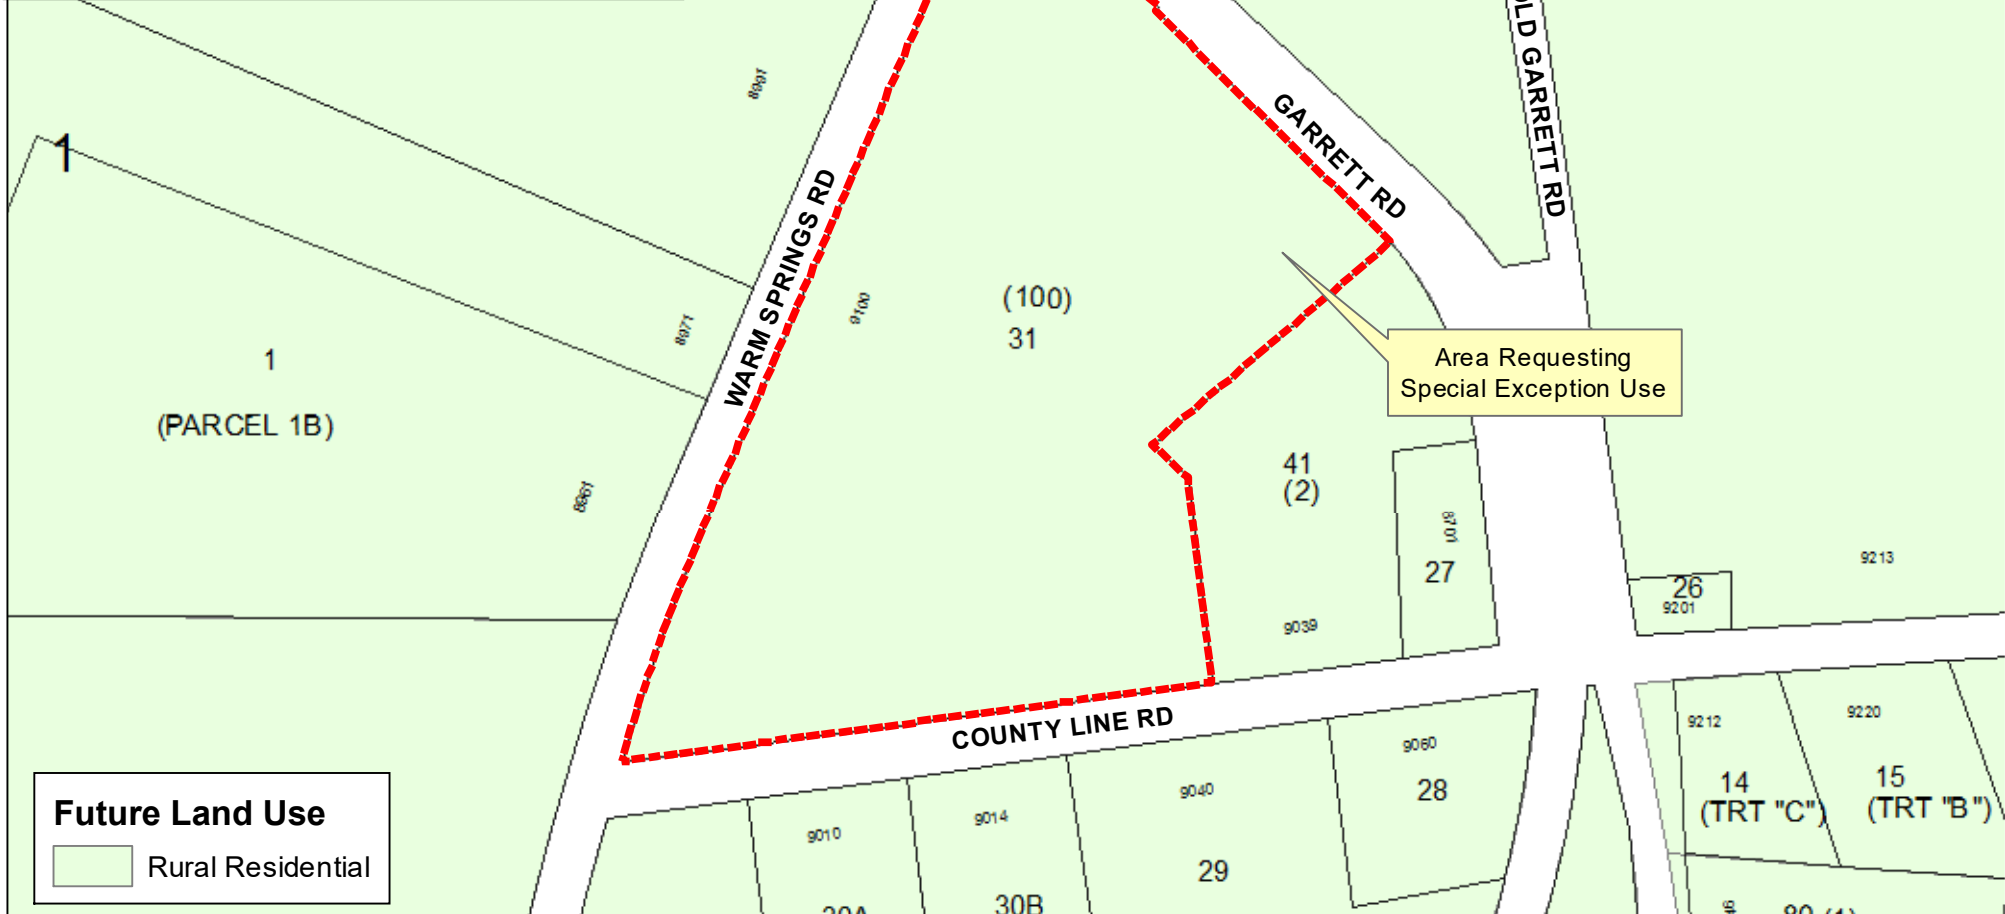 OLD GARRETT RD
8991
GARRETT RD
1
WARM SPRINGS RD
9100
(100)
31
8971
1
(PARCEL 1B)
Area Requesting
Special Exception Use
8961
41
(2)
8701
27
9213
26
9201
9039
COUNTY LINE RD
9212
9220
9060
14
(TRT "C")
15
(TRT "B")
28
9040
9014
9010
29
30B
30A
Future Land Use
Rural Residential